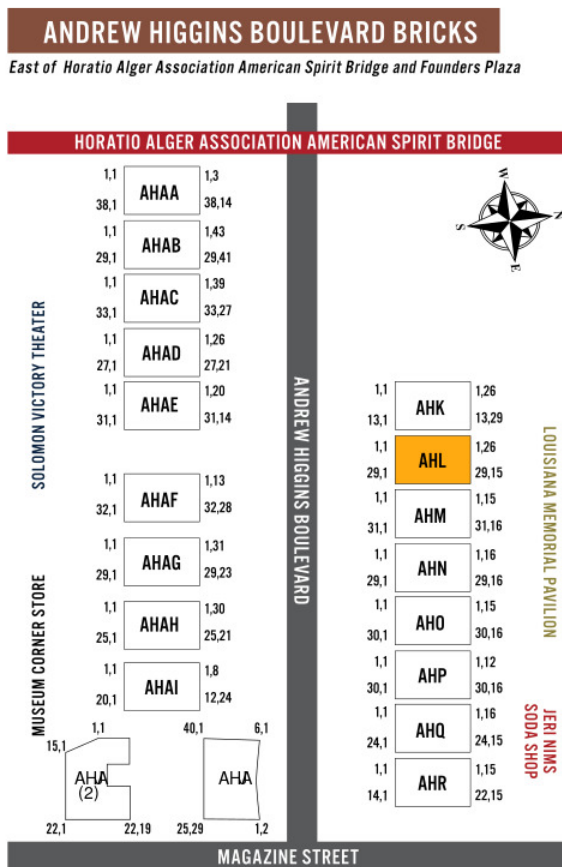 ANDREW HIGGINS BOULEVARD BRICKS
East of Horatio Alger Association American Spirit Bridge and Founders Plaza
HORATIO ALGER ASSOCIATION AMERICAN SPIRIT BRIDGE
W
N
S
E
1,1 AHAA 1,3
38,1 38,14
1,1 AHAB 1,43
29,1 29,41
1,1 AHAC 1,39
33,1 33,27
1,1 AHAD 1,26
27,1 27,21
1,1 AHAE 1,20
31,1 31,14
1,1 AHAF 1,13
32,1 32,28
1,1 AHAG 1,31
29,1 29,23
1,1 AHAH 1,30
25,1 25,21
1,1 AHAI 1,8
20,1 12,24
SOLOMON VICTORY THEATER
MUSEUM CORNER STORE
15,1 1,1
AHA
(2)
22,1 22,19
40,1 6,1
AHA
25,29 1,2
ANDREW HIGGINS BOULEVARD
1,1 AHK 1,26
13,1 13,29
1,1 AHL 1,26
29,1 29,15
1,1 AHM 1,15
31,1 31,16
1,1 AHN 1,16
29,1 29,16
1,1 AHO 1,15
30,1 30,16
1,1 AHP 1,12
30,1 30,16
1,1 AHQ 1,16
24,1 24,15
1,1 AHR 1,15
14,1 22,15
LOUISIANA MEMORIAL PAVILION
JERI NIMS
SODA SHOP
MAGAZINE STREET